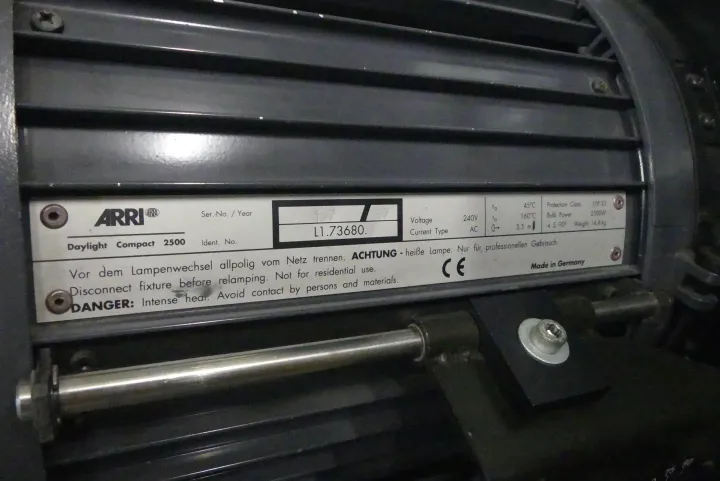 ARRI
Daylight Compact 2500
Ser.-No. / Year /
Ident. No. L1.73680.
Voltage 240V
Current Type AC
45°C
160°C
Protection Class
Bulb Power 2500W
Weight 14,8kg
Vor dem Lampenwechsel allpolig vom Netz trennen. ACHTUNG - heiße Lampe. Nur für professionellen Gebrauch.
Disconnect fixture before relamping. Not for residential use.
DANGER: Intense heat. Avoid contact by persons and materials.
CE
Made in Germany